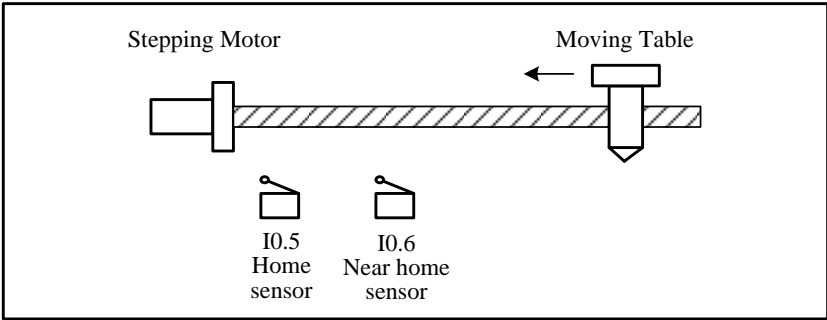 Stepping Motor
Moving Table
I0.5
Home
sensor
I0.6
Near home
sensor